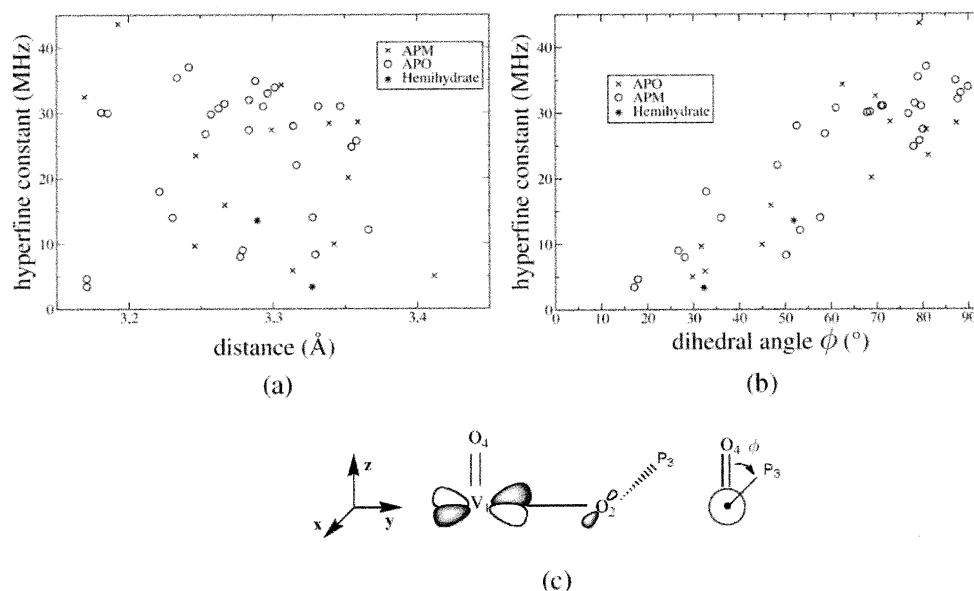 hyperfine constant (MHz)
40
30
20
10
0
× APM
○ APO
* Hemihydrate
3.2
3.3
3.4
distance (Å)
(a)
hyperfine constant (MHz)
40
30
20
10
0
× APO
○ APM
* Hemihydrate
0 10 20 30 40 50 60 70 80 90
dihedral angle ϕ (°)
(b)
z
x
y
O4
V1
O2
P3
O4 ϕ
P3
(c)